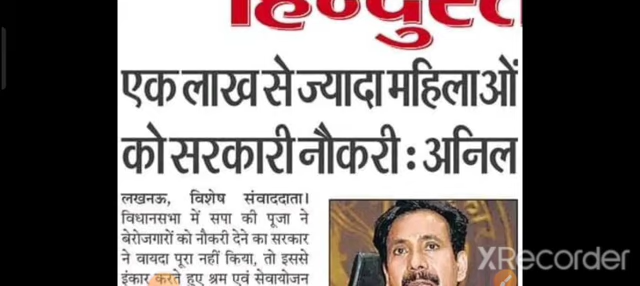 एक लाख से ज्यादा महिलाओं
को सरकारी नौकरी : अनिल
लखनऊ, विशेष संवाददाता।
विधानसभा में सपा की पूजा ने
बेरोजगारों को नौकरी देने का सरकार
ने वायदा पूरा नहीं किया, तो इससे
इंकार करते हुए श्रम एवं सेवायोजन
XRecorder